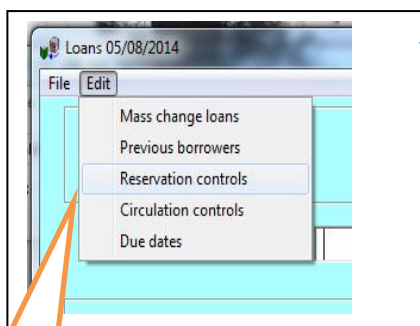 Loans 05/08/2014
File Edit
Mass change loans
Previous borrowers
Reservation controls
Circulation controls
Due dates